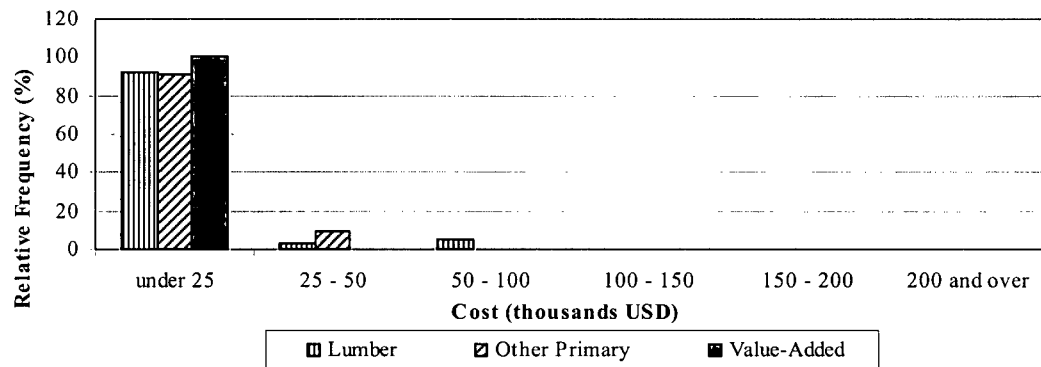 120
100
80
60
40
20
0
Relative Frequency (%)
under 25 25 - 50 50 - 100 100 - 150 150 - 200 200 and over
Cost (thousands USD)
Lumber Other Primary Value-Added